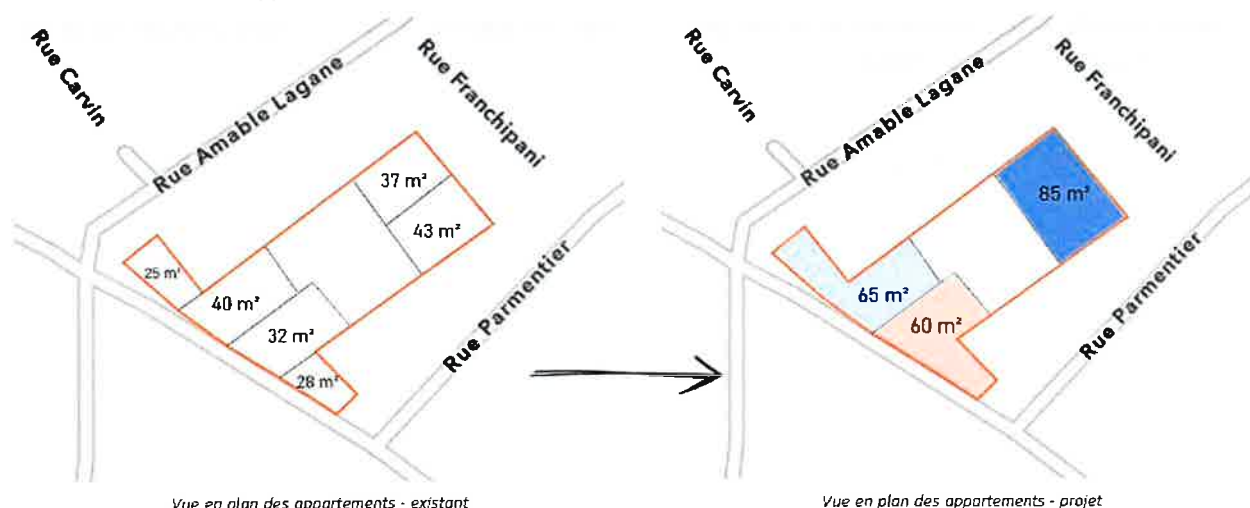 Rue Carvin
Rue Amable Lagane
Rue Franchipani
37 m²
43 m²
25 m²
40 m²
32 m²
28 m²
Rue Parmentier
Vue en plan des appartements - existant
Rue Carvin
Rue Amable Lagane
Rue Franchipani
85 m²
65 m²
60 m²
Rue Parmentier
Vue en plan des appartements - projet